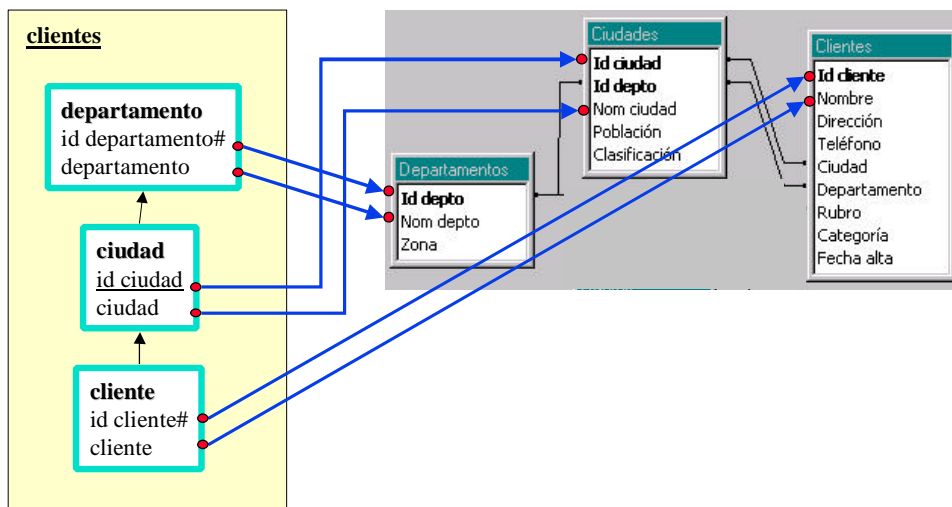 clientes
departamento
id departamento#
departamento
ciudad
id ciudad
ciudad
cliente
id cliente#
cliente
Departamentos
Id depto
Nom depto
Zona
Ciudades
Id ciudad
Id depto
Nom ciudad
Población
Clasificación
Clientes
Id cliente
Nombre
Dirección
Teléfono
Ciudad
Departamento
Rubro
Categoría
Fecha alta